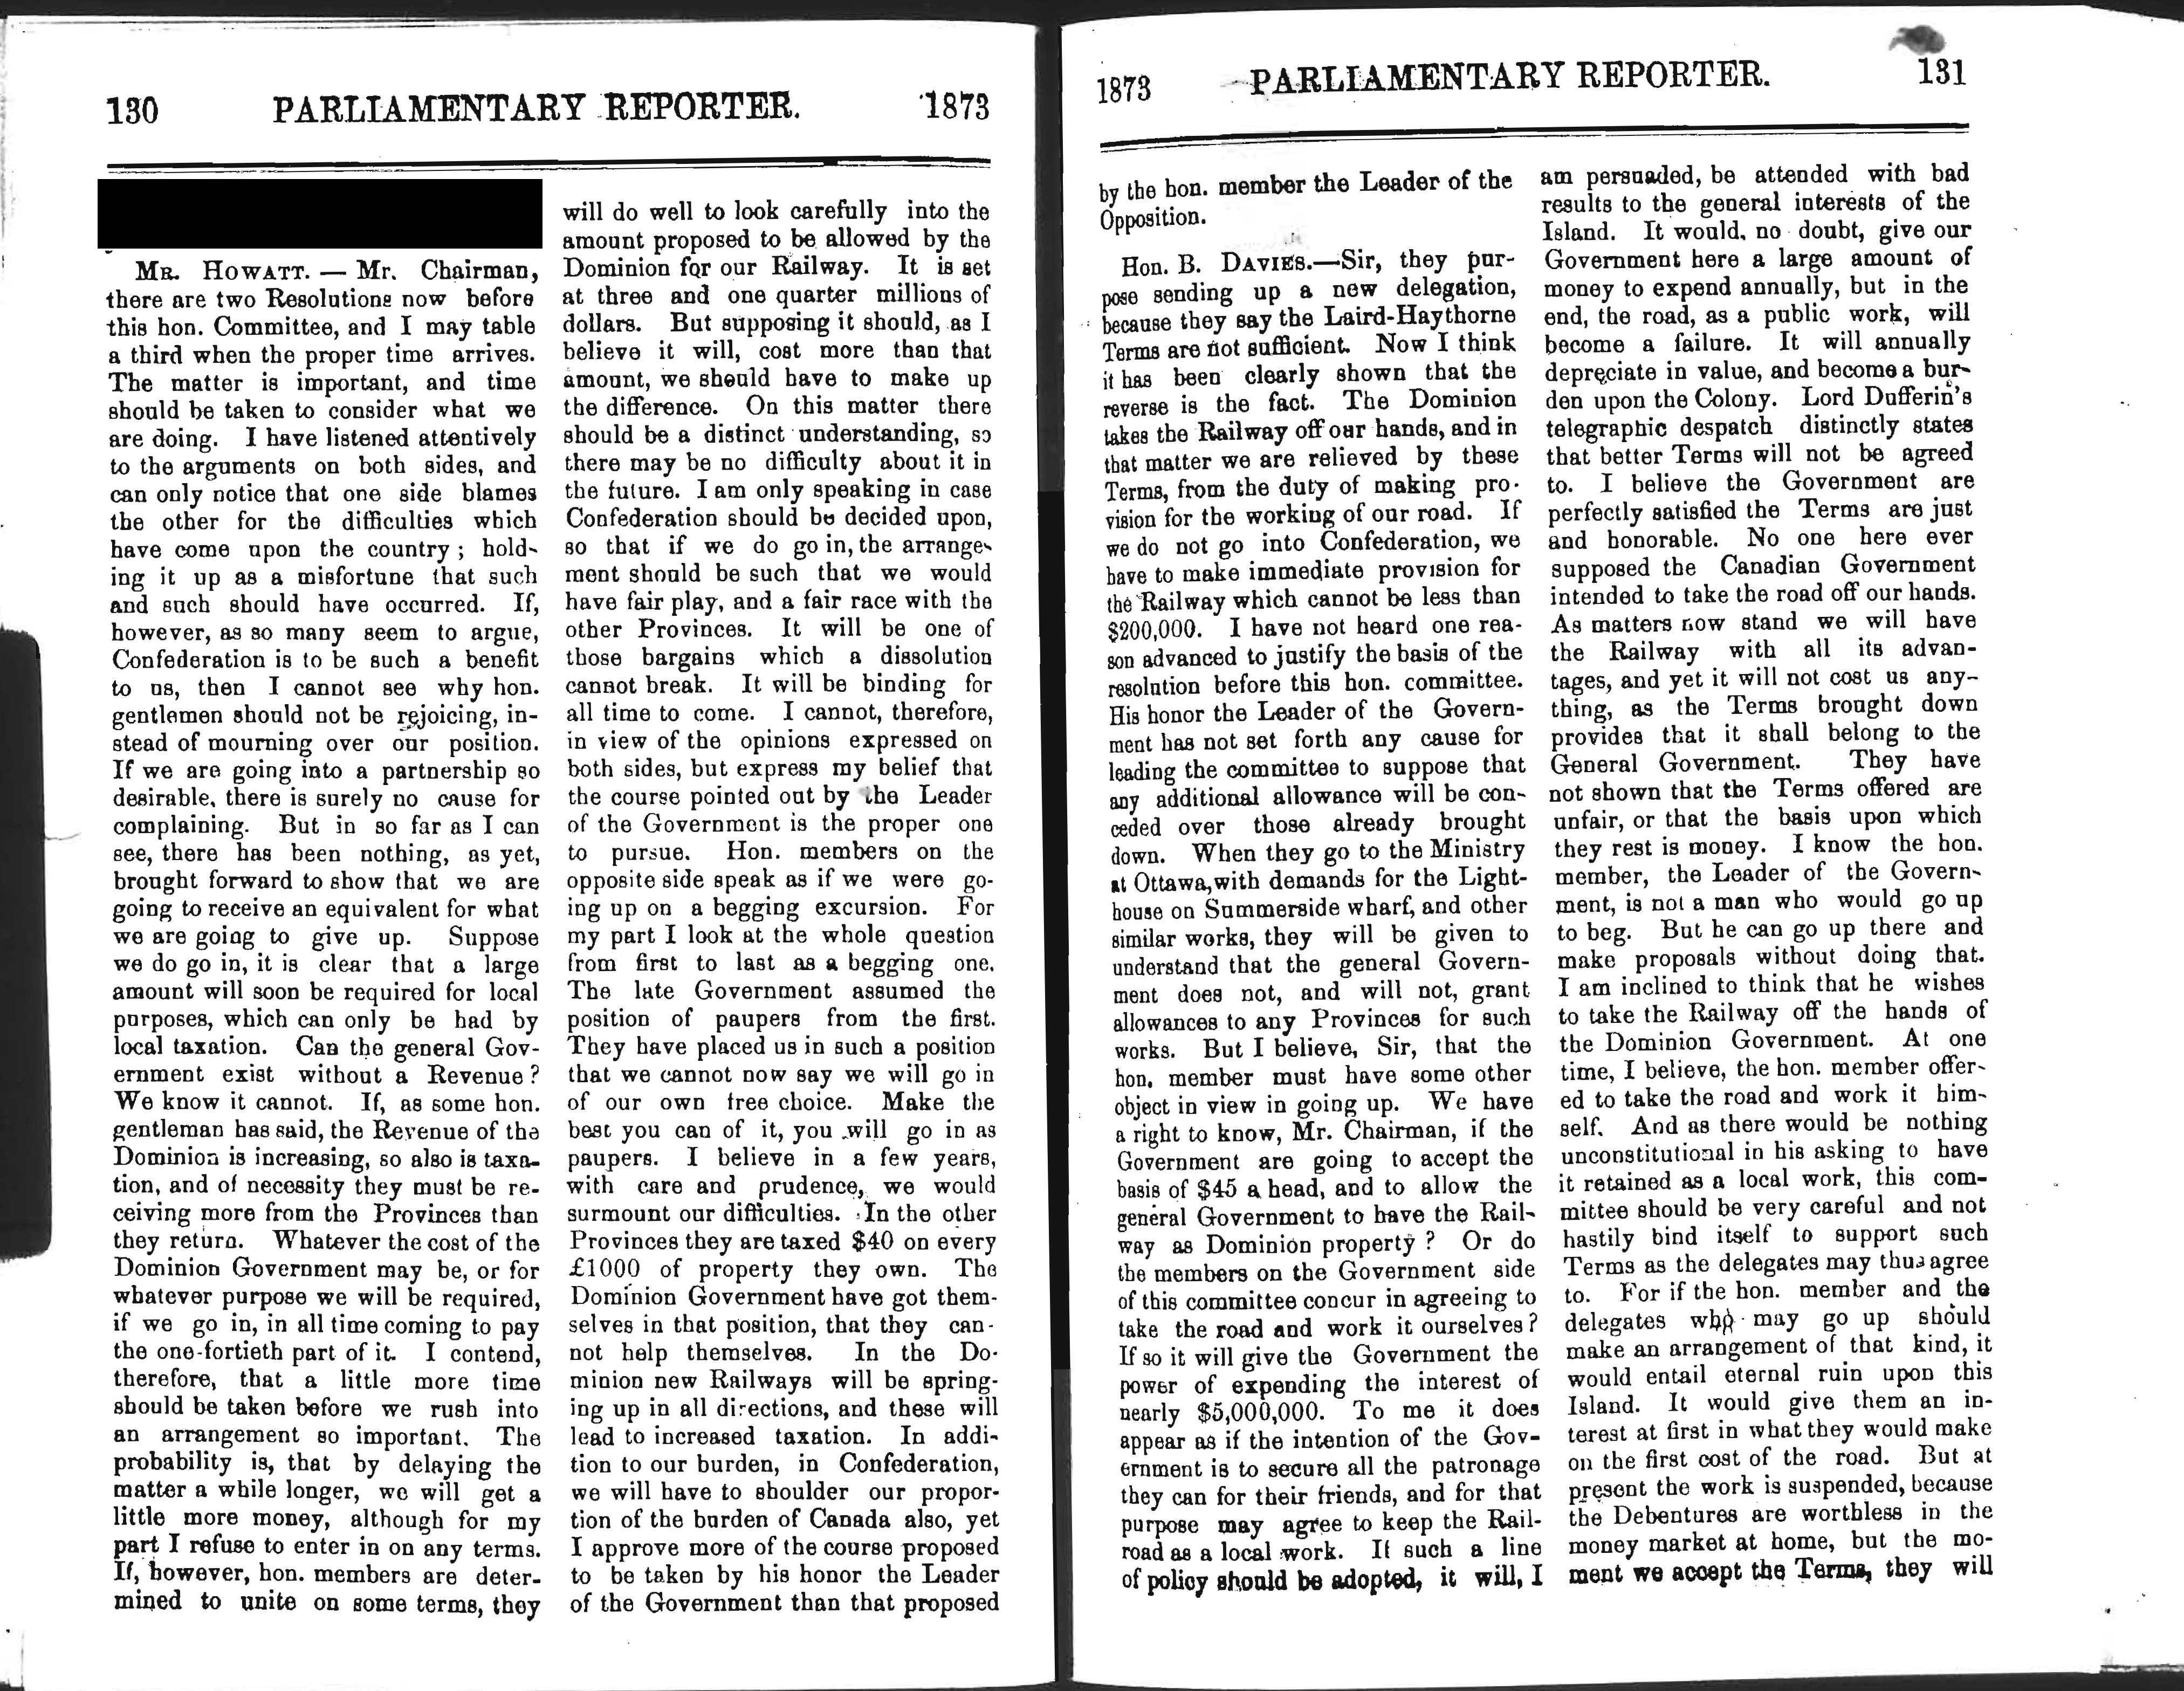 130 PARLIAMENTARY REPORTER. 1873
MR. HOWATT. — Mr. Chairman,
there are two Resolutions now before
this hon. Committee, and I may table
a third when the proper time arrives.
The matter is important, and time
should be taken to consider what we
are doing. I have listened attentively
to the arguments on both sides, and
can only notice that one side blames
the other for the difficulties which
have come upon the country; hold-
ing it up as a misfortune that such
and such should have occurred. If,
however, as so many seem to argue,
Confederation is to be such a benefit
to us, then I cannot see why hon.
gentlemen should not be rejoicing, in-
stead of mourning over our position.
If we are going into a partnership so
desirable, there is surely no cause for
complaining. But in so far as I can
see, there has been nothing, as yet,
brought forward to show that we are
going to receive an equivalent for what
we are going to give up. Suppose
we do go in, it is clear that a large
amount will soon be required for local
purposes, which can only be had by
local taxation. Can the general Gov-
ernment exist without a Revenue?
We know it cannot. If, as some hon.
gentleman has said, the Revenue of the
Dominion is increasing, so also is taxa-
tion, and of necessity they must be re-
ceiving more from the Provinces than
they return. Whatever the cost of the
Dominion Government may be, or for
whatever purpose we will be required,
if we go in, in all time coming to pay
the one-fortieth part of it. I contend,
therefore, that a little more time
should be taken before we rush into
an arrangement so important. The
probability is, that by delaying the
matter a while longer, we will get a
little more money, although for my
part I refuse to enter in on any terms.
If, however, hon. members are deter-
mined to unite on some terms, they
will do well to look carefully into the
amount proposed to be allowed by the
Dominion for our Railway. It is set
at three and one quarter millions of
dollars. But supposing it should, as I
believe it will, cost more than that
amount, we should have to make up
the difference. On this matter there
should be a distinct understanding, so
there may be no difficulty about it in
the future. I am only speaking in case
Confederation should be decided upon,
so that if we do go in, the arrange-
ment should be such that we would
have fair play, and a fair race with the
other Provinces. It will be one of
those bargains which a dissolution
cannot break. It will be binding for
all time to come. I cannot, therefore,
in view of the opinions expressed on
both sides, but express my belief that
the course pointed out by the Leader
of the Government is the proper one
to pursue. Hon. members on the
opposite side speak as if we were go-
ing up on a begging excursion. For
my part I look at the whole question
from first to last as a begging one.
The late Government assumed the
position of paupers from the first.
They have placed us in such a position
that we cannot now say we will go in
of our own free choice. Make the
best you can of it, you will go in as
paupers. I believe in a few years,
with care and prudence, we would
surmount our difficulties. In the other
Provinces they are taxed $40 on every
£1000 of property they own. The
Dominion Government have got them-
selves in that position, that they can-
not help themselves. In the Do-
minion new Railways will be spring-
ing up in all directions, and these will
lead to increased taxation. In addi-
tion to our burden, in Confederation,
we will have to shoulder our propor-
tion of the burden of Canada also, yet
I approve more of the course proposed
to be taken by his honor the Leader
of the Government than that proposed
1873 PARLIAMENTARY REPORTER. 131
by the hon. member the Leader of the
Opposition.
Hon. B. DAVIES.—Sir, they pur-
pose sending up a new delegation,
because they say the Laird-Haythorne
Terms are not sufficient. Now I think
it has been clearly shown that the
reverse is the fact. The Dominion
takes the Railway off our hands, and in
that matter we are relieved by these
Terms, from the duty of making pro-
vision for the working of our road. If
we do not go into Confederation, we
have to make immediate provision for
the Railway which cannot be less than
$200,000. I have not heard one rea-
son advanced to justify the basis of the
resolution before this hon. committee.
His honor the Leader of the Govern-
ment has not set forth any cause for
leading the committee to suppose that
any additional allowance will be con-
ceded over those already brought
down. When they go to the Ministry
at Ottawa, with demands for the Light-
house on Summerside wharf, and other
similar works, they will be given to
understand that the general Govern-
ment does not, and will not, grant
allowances to any Provinces for such
works. But I believe, Sir, that the
hon. member must have some other
object in view in going up. We have
a right to know, Mr. Chairman, if the
Government are going to accept the
basis of $45 a head, and to allow the
general Government to have the Rail-
way as Dominion property? Or do
the members on the Government side
of this committee concur in agreeing to
take the road and work it ourselves?
If so it will give the Government the
power of expending the interest of
nearly $5,000,000. To me it does
appear as if the intention of the Gov-
ernment is to secure all the patronage
they can for their friends, and for that
purpose may agree to keep the Rail-
road as a local work. If such a line
of policy should be adopted, it will, I
am persuaded, be attended with bad
results to the general interests of the
Island. It would, no doubt, give our
Government here a large amount of
money to expend annually, but in the
end, the road, as a public work, will
become a failure. It will annually
depreciate in value, and become a bur-
den upon the Colony. Lord Dufferin's
telegraphic despatch distinctly states
that better Terms will not be agreed
to. I believe the Government are
perfectly satisfied the Terms are just
and honorable. No one here ever
supposed the Canadian Government
intended to take the road off our hands.
As matters now stand we will have
the Railway with all its advan-
tages, and yet it will not cost us any-
thing, as the Terms brought down
provides that it shall belong to the
General Government. They have
not shown that the Terms offered are
unfair, or that the basis upon which
they rest is money. I know the hon.
member, the Leader of the Govern-
ment, is not a man who would go up
to beg. But he can go up there and
make proposals without doing that.
I am inclined to think that he wishes
to take the Railway off the hands of
the Dominion Government. At one
time, I believe, the hon. member offer-
ed to take the road and work it him-
self. And as there would be nothing
unconstitutional in his asking to have
it retained as a local work, this com-
mittee should be very careful and not
hastily bind itself to support such
Terms as the delegates may thus agree
to. For if the hon. member and the
delegates who may go up should
make an arrangement of that kind, it
would entail eternal ruin upon this
Island. It would give them an in-
terest at first in what they would make
on the first cost of the road. But at
present the work is suspended, because
the Debentures are worthless in the
money market at home, but the mo-
ment we accept the Terms, they will